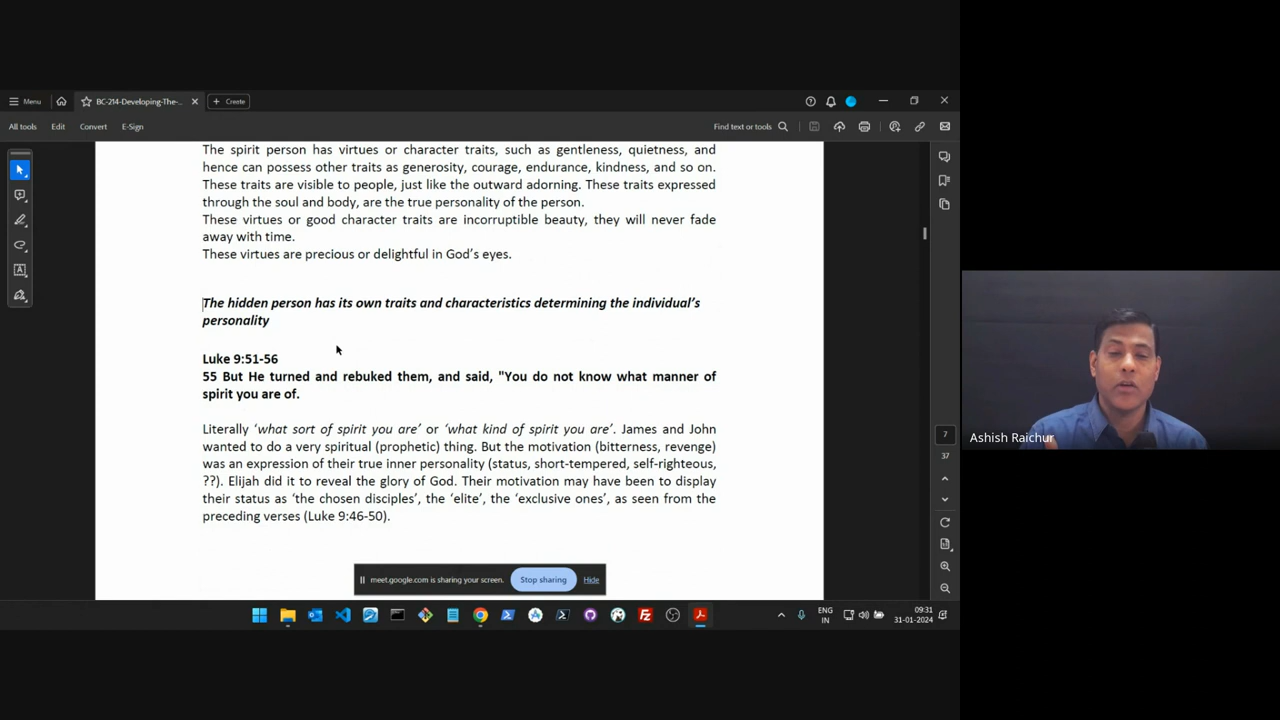 Menu
BC-214-Developing-The-...
Create
All tools
Edit
Convert
E-Sign
Find text or tools
The spirit person has virtues or character traits, such as gentleness, quietness, and
hence can possess other traits as generosity, courage, endurance, kindness, and so on.
These traits are visible to people, just like the outward adorning. These traits expressed
through the soul and body, are the true personality of the person.
These virtues or good character traits are incorruptible beauty, they will never fade
away with time.
These virtues are precious or delightful in God's eyes.
The hidden person has its own traits and characteristics determining the individual's
personality
Luke 9:51-56
55 But He turned and rebuked them, and said, "You do not know what manner of
spirit you are of.
Literally 'what sort of spirit you are' or 'what kind of spirit you are'. James and John
wanted to do a very spiritual (prophetic) thing. But the motivation (bitterness, revenge)
was an expression of their true inner personality (status, short-tempered, self-righteous,
??). Elijah did it to reveal the glory of God. Their motivation may have been to display
their status as 'the chosen disciples', the 'elite', the 'exclusive ones', as seen from the
preceding verses (Luke 9:46-50).
7
37
Ashish Raichur
meet.google.com is sharing your screen.
Stop sharing
Hide
ENG
IN
09:31
31-01-2024